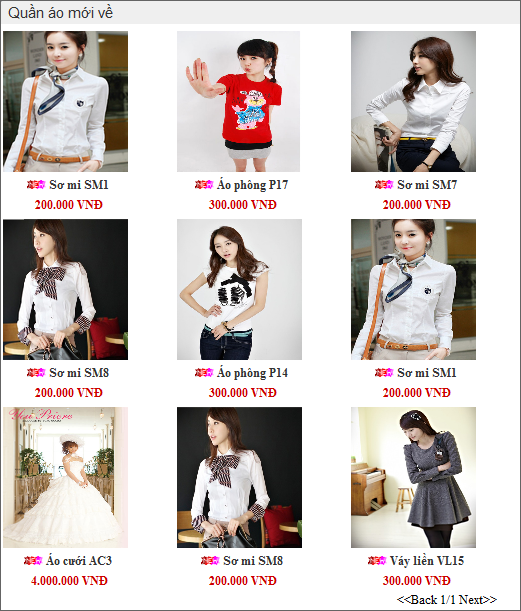 Quần áo mới về
Sơ mi SM1
200.000 VNĐ
Áo phông P17
300.000 VNĐ
Sơ mi SM7
200.000 VNĐ
Sơ mi SM8
200.000 VNĐ
Áo phông P14
300.000 VNĐ
Sơ mi SM1
200.000 VNĐ
You Priere
Áo cưới AC3
4.000.000 VNĐ
Sơ mi SM8
200.000 VNĐ
Váy liền VL15
300.000 VNĐ
<<Back 1/1 Next>>